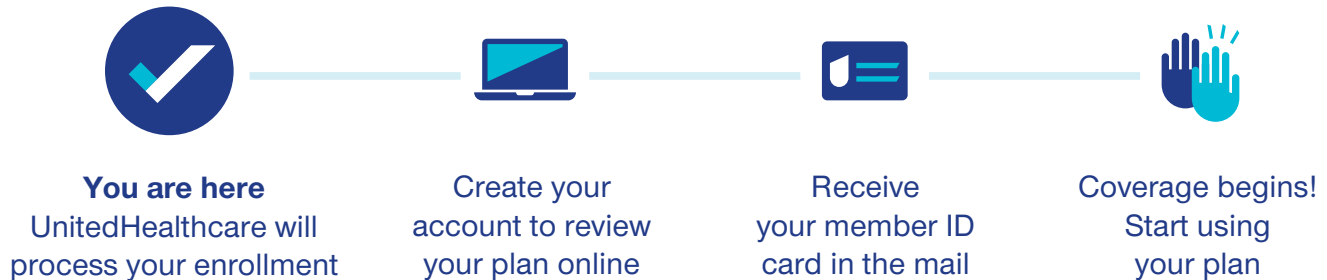 You are here
UnitedHealthcare will
process your enrollment
Create your
account to review
your plan online
Receive
your member ID
card in the mail
Coverage begins!
Start using
your plan